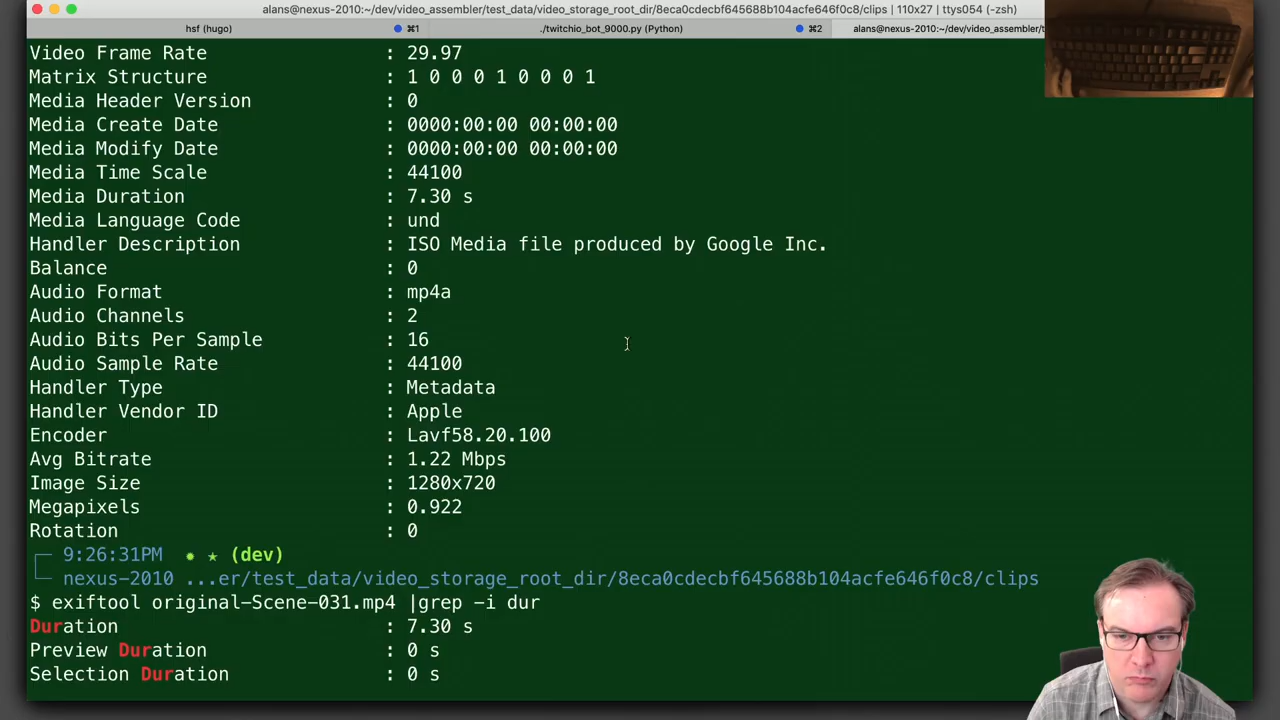 alans@nexus-2010:~/dev/video_assembler/test_data/video_storage_root_dir/8eca0cdecbf645688b104acfe646f0c8/clips | 110x27 | ttys054 (-zsh)
hsf (hugo) ⌘1 ./twitchio_bot_9000.py (Python) ⌘2 alans@nexus-2010:~/dev/video_assembler/t
Video Frame Rate : 29.97
Matrix Structure : 1 0 0 0 1 0 0 0 1
Media Header Version : 0
Media Create Date : 0000:00:00 00:00:00
Media Modify Date : 0000:00:00 00:00:00
Media Time Scale : 44100
Media Duration : 7.30 s
Media Language Code : und
Handler Description : ISO Media file produced by Google Inc.
Balance : 0
Audio Format : mp4a
Audio Channels : 2
Audio Bits Per Sample : 16
Audio Sample Rate : 44100
Handler Type : Metadata
Handler Vendor ID : Apple
Encoder : Lavf58.20.100
Avg Bitrate : 1.22 Mbps
Image Size : 1280x720
Megapixels : 0.922
Rotation : 0
9:26:31PM ✹ ★ (dev)
nexus-2010 ...er/test_data/video_storage_root_dir/8eca0cdecbf645688b104acfe646f0c8/clips
$ exiftool original-Scene-031.mp4 |grep -i dur
Duration : 7.30 s
Preview Duration : 0 s
Selection Duration : 0 s